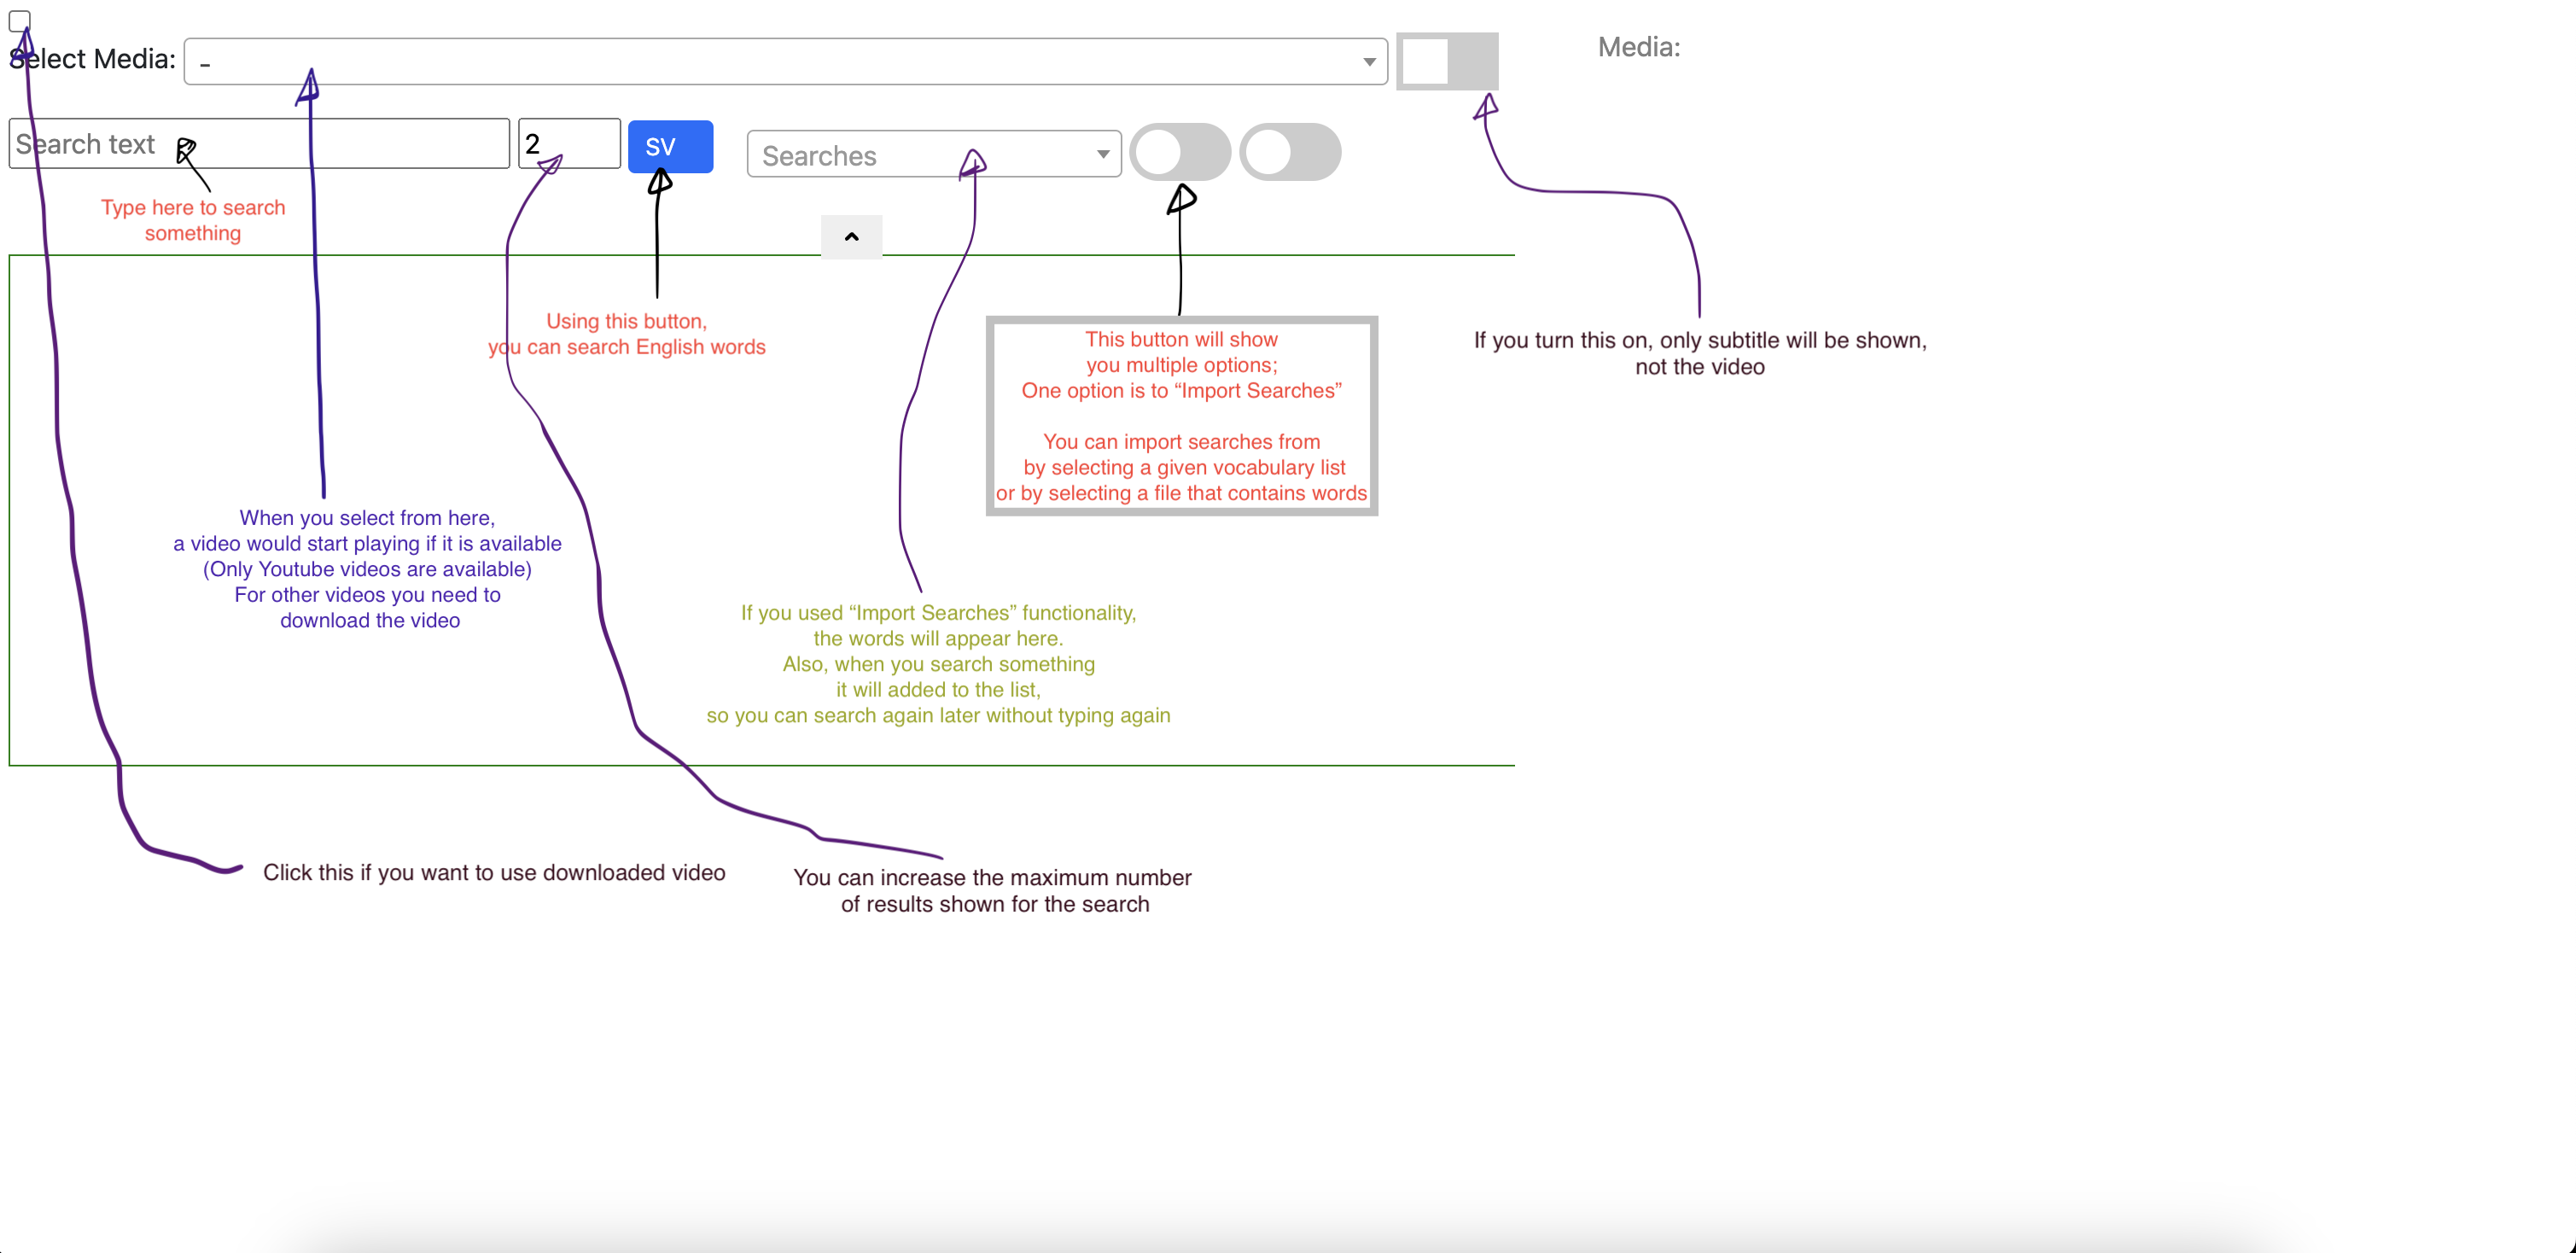 Select Media:
-
Media:
Search text
2
SV
Searches
Type here to search
something
Using this button,
you can search English words
This button will show
you multiple options;
One option is to “Import Searches”
You can import searches from
by selecting a given vocabulary list
or by selecting a file that contains words
If you turn this on, only subtitle will be shown,
not the video
When you select from here,
a video would start playing if it is available
(Only Youtube videos are available)
For other videos you need to
download the video
If you used “Import Searches” functionality,
the words will appear here.
Also, when you search something
it will added to the list,
so you can search again later without typing again
Click this if you want to use downloaded video
You can increase the maximum number
of results shown for the search